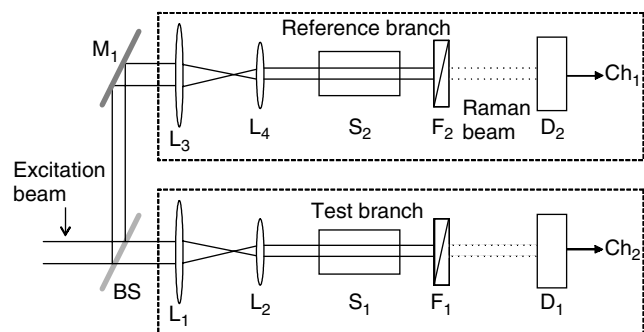 Reference branch
M1
Ch1
L3
L4
S2
F2
Raman
beam
D2
Excitation
beam
Test branch
Ch2
BS
L1
L2
S1
F1
D1